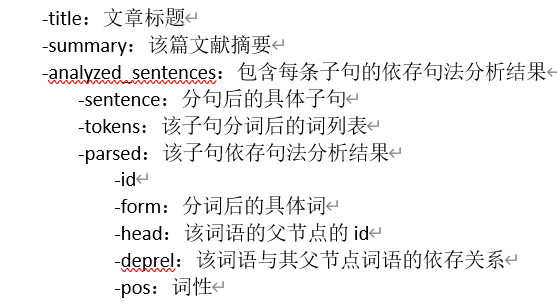 -title：文章标题
-summary：该篇文献摘要
-analyzed_sentences：包含每条子句的依存句法分析结果
-sentence：分句后的具体子句
-tokens：该子句分词后的词列表
-parsed：该子句依存句法分析结果
-id
-form：分词后的具体词
-head：该词语的父节点的 id
-deprel：该词语与其父节点词语的依存关系
-pos：词性